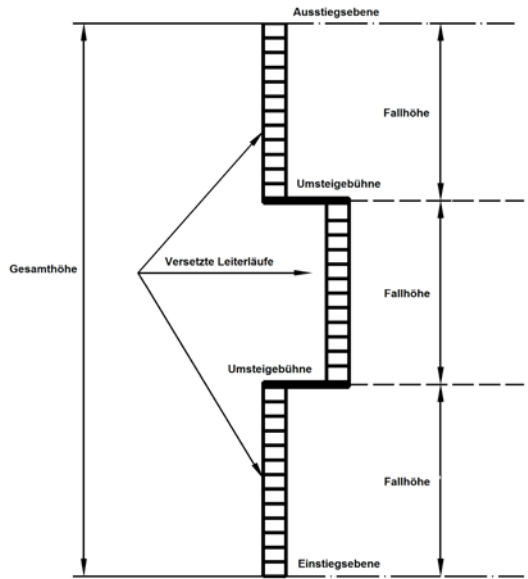 Ausstiegsebene
Fallhöhe
Umsteigebühne
Versetzte Leiterläufe
Gesamthöhe
Fallhöhe
Umsteigebühne
Fallhöhe
Einstiegsebene